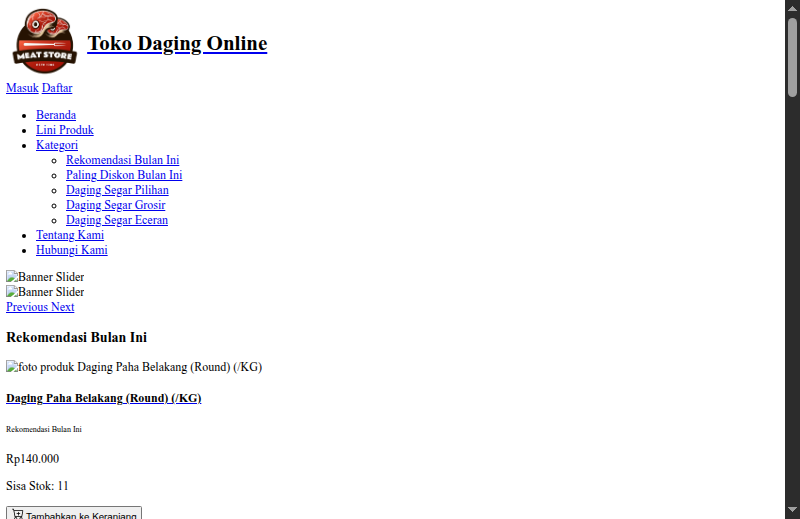 MEAT STORE
Toko Daging Online
Masuk Daftar
Beranda
Lini Produk
Kategori
Rekomendasi Bulan Ini
Paling Diskon Bulan Ini
Daging Segar Pilihan
Daging Segar Grosir
Daging Segar Eceran
Tentang Kami
Hubungi Kami
Banner Slider
Banner Slider
Previous Next
Rekomendasi Bulan Ini
foto produk Daging Paha Belakang (Round) (/KG)
Daging Paha Belakang (Round) (/KG)
Rekomendasi Bulan Ini
Rp140.000
Sisa Stok: 11
Tambahkan ke Keranjang